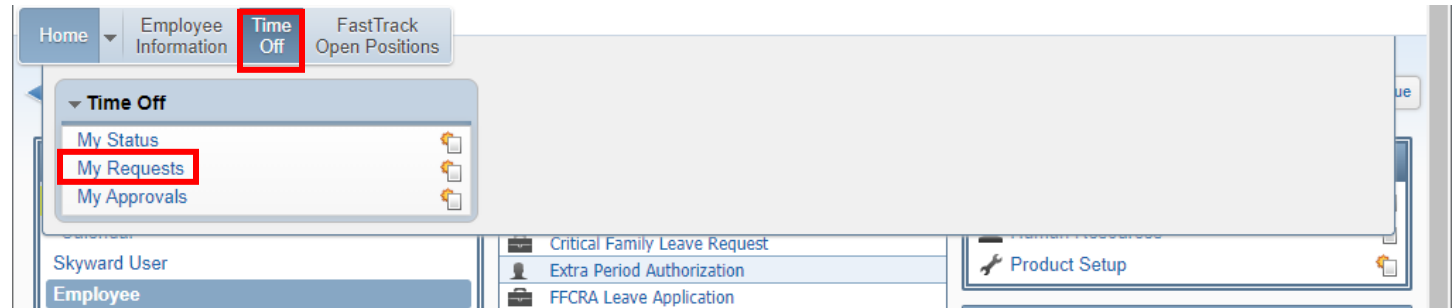 Home
Employee Information
Time Off
FastTrack Open Positions
Time Off
My Status
My Requests
My Approvals
Skyward User
Employee
Critical Family Leave Request
Extra Period Authorization
FFCRA Leave Application
Product Setup